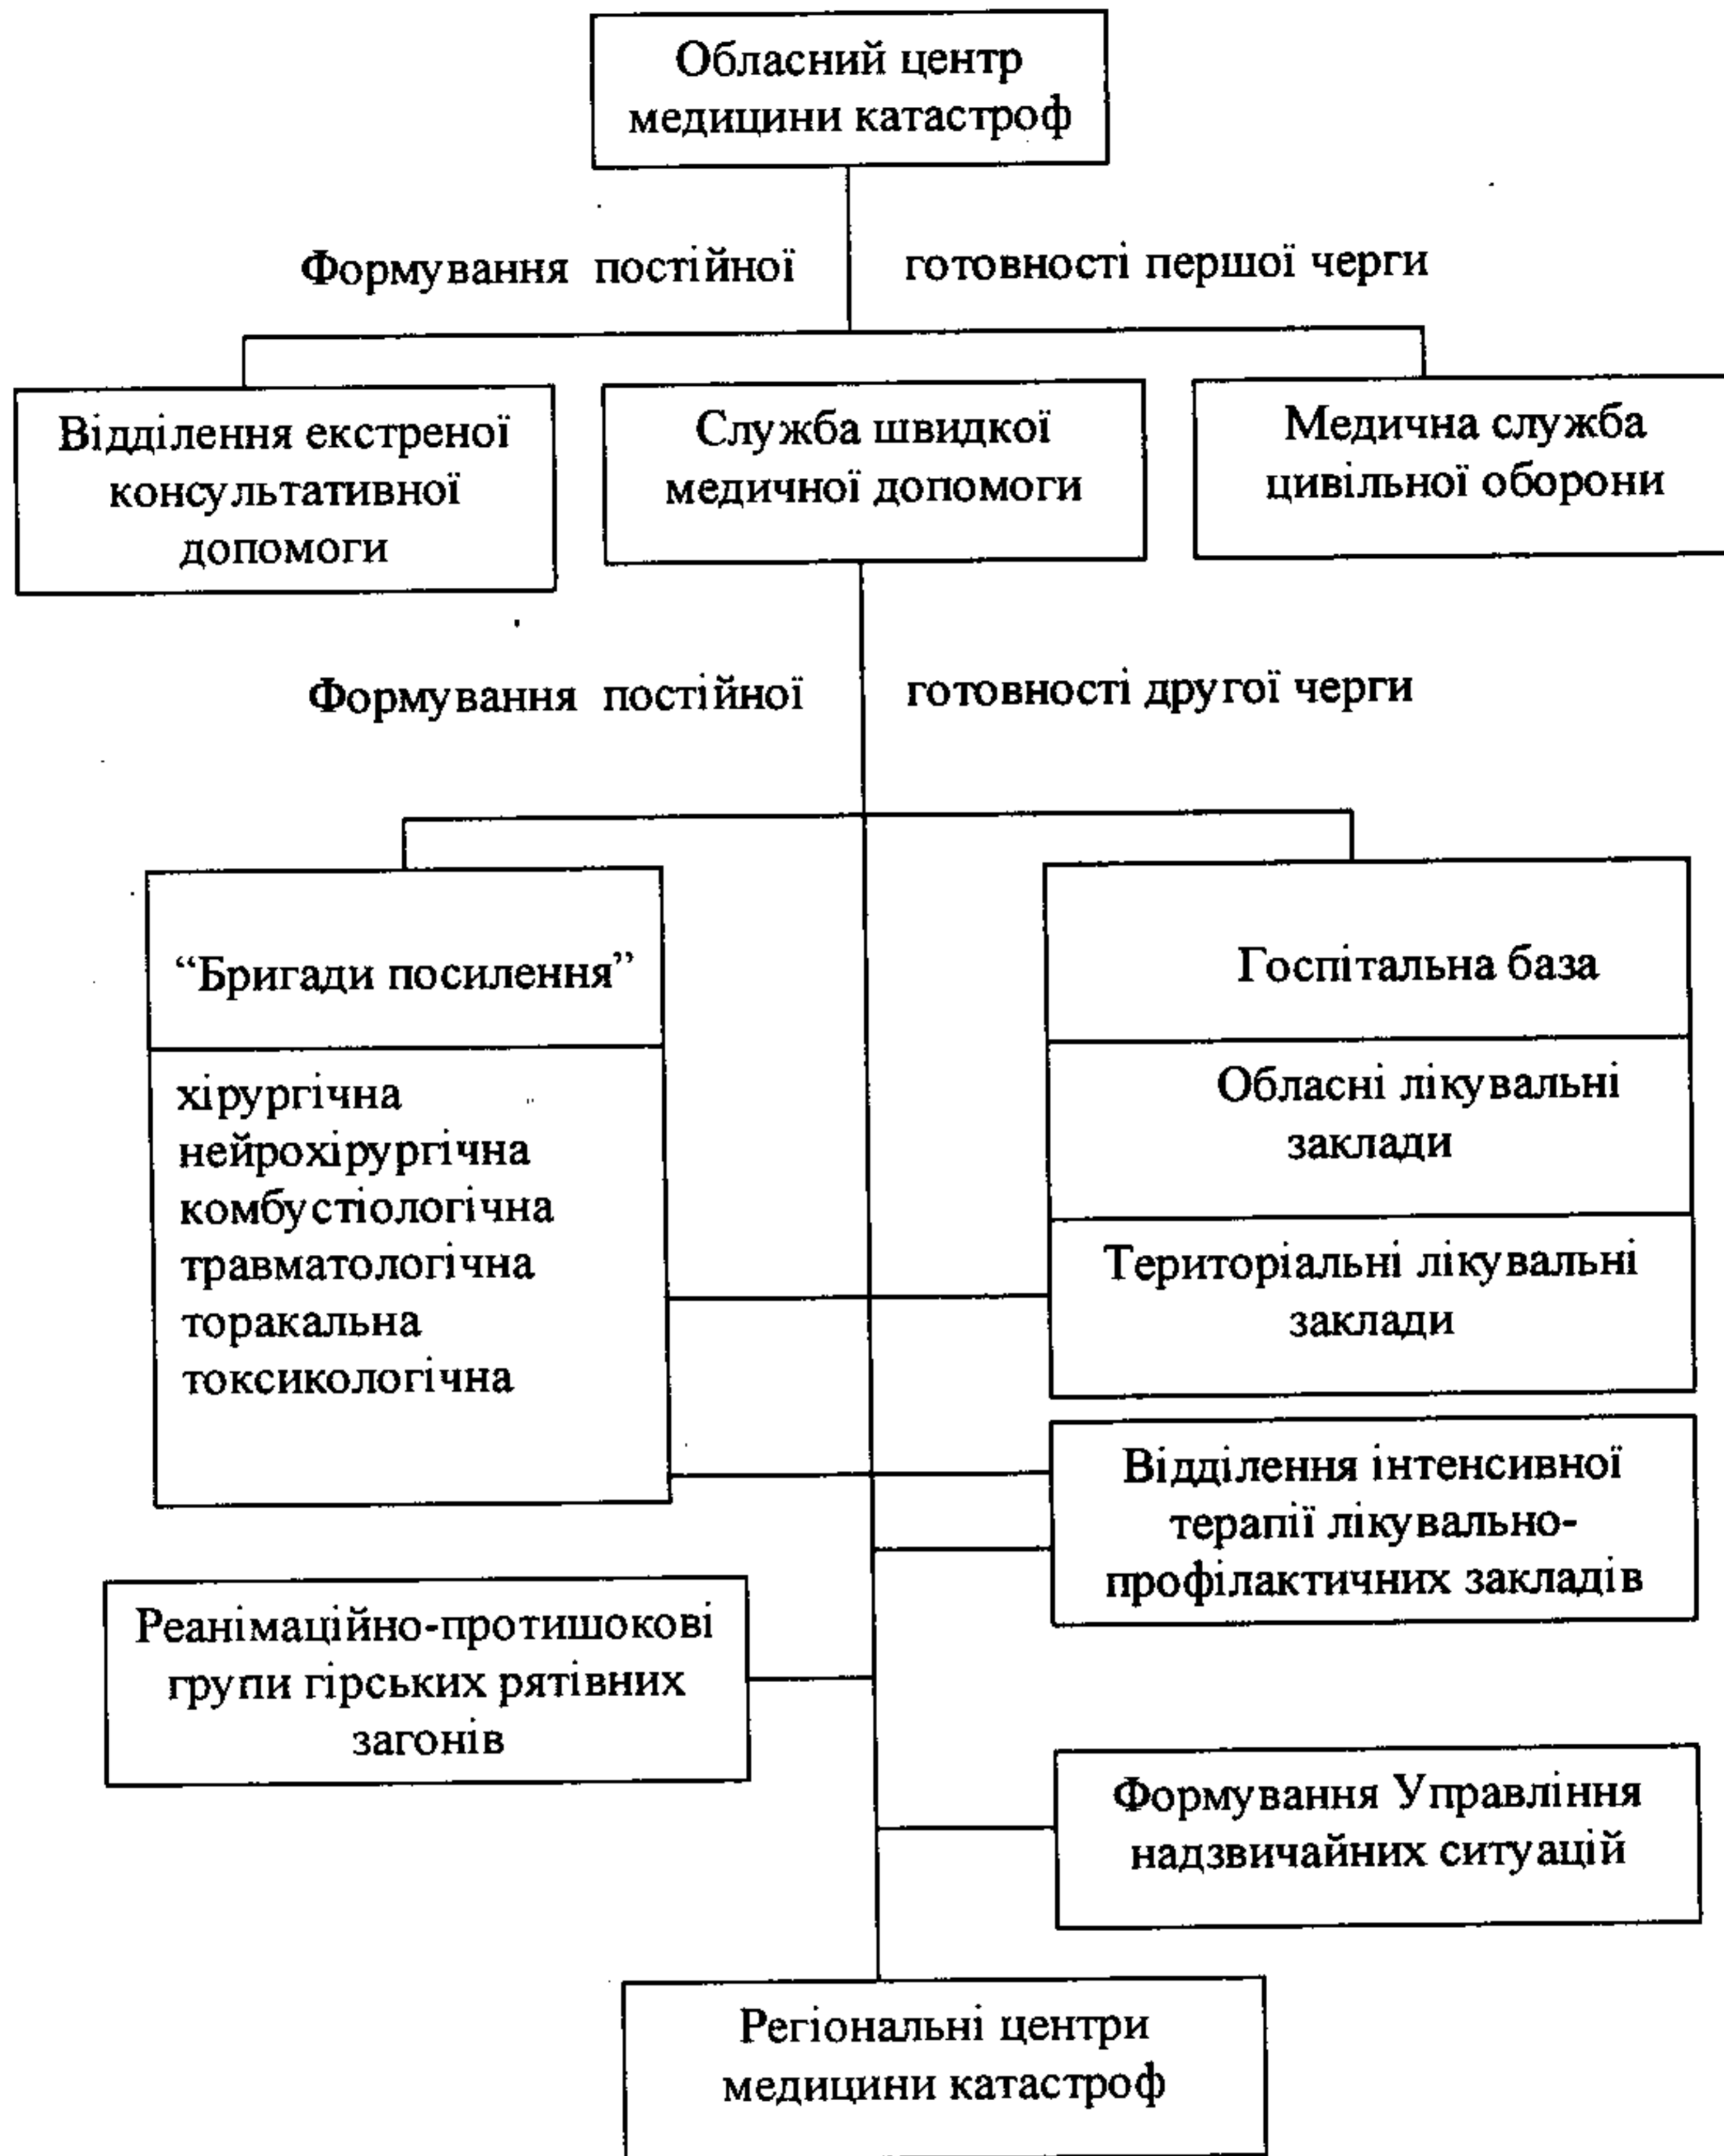 Обласний центр
медицини катастроф
Формування постійної готовності першої черги
Відділення екстреної
консультативної
допомоги
Служба швидкої
медичної допомоги
Медична служба
цивільної оборони
Формування постійної готовності другої черги
“Бригади посилення”
хірургічна
нейрохірургічна
комбустіологічна
травматологічна
торакальна
токсикологічна
Госпітальна база
Обласні лікувальні
заклади
Територіальні лікувальні
заклади
Відділення інтенсивної
терапії лікувально-
профілактичних закладів
Реанімаційно-протишокові
групи гірських рятівних
загонів
Формування Управління
надзвичайних ситуацій
Регіональні центри
медицини катастроф